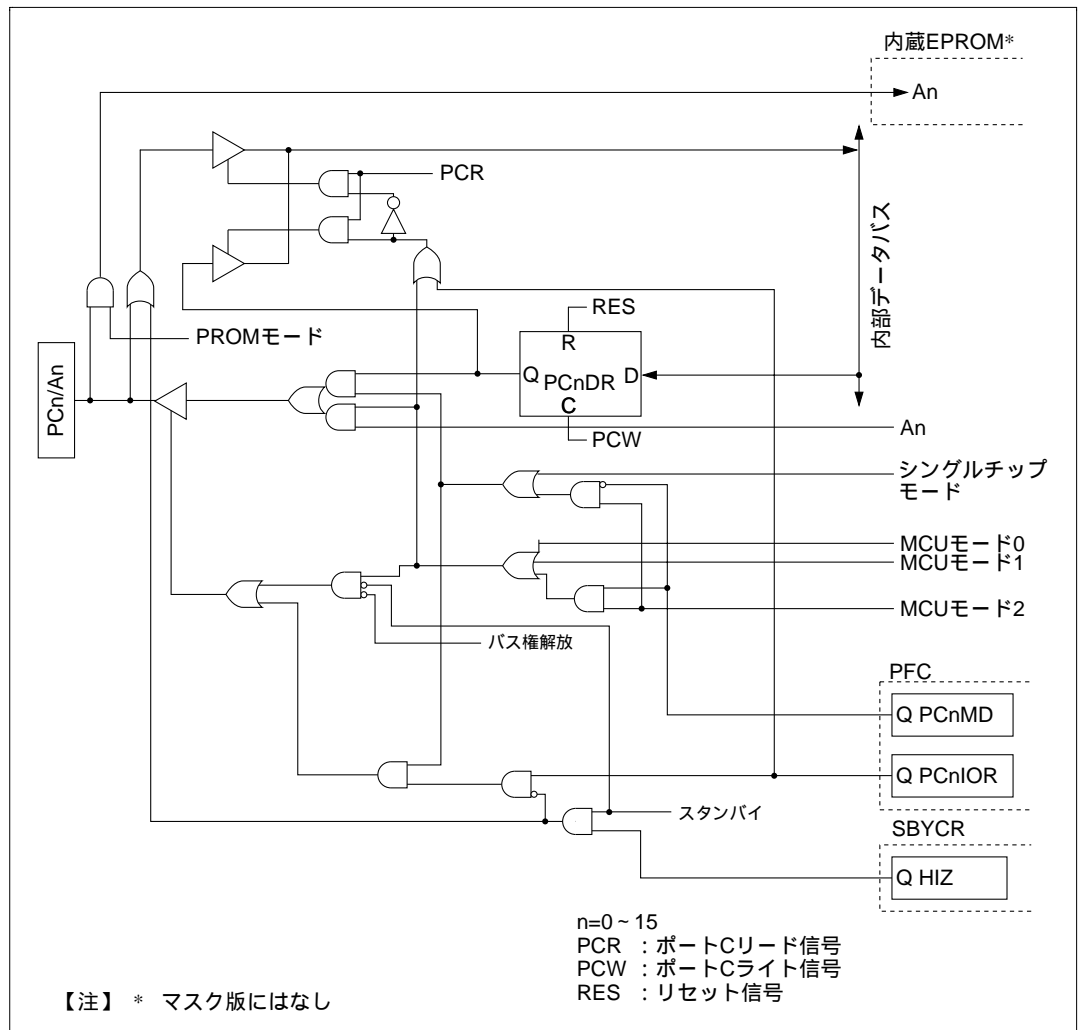 内蔵EPROM*
An
PCR
内部データバス
RES
PROMモード
R
Q PCnDR D
C
PCn/An
PCW
An
シングルチップ
モード
MCUモード0
MCUモード1
MCUモード2
バス権解放
PFC
Q PCnMD
Q PCnIOR
スタンバイ
SBYCR
Q HIZ
n=0~15
PCR :ポートCリード信号
PCW :ポートCライト信号
RES :リセット信号
【注】 * マスク版にはなし